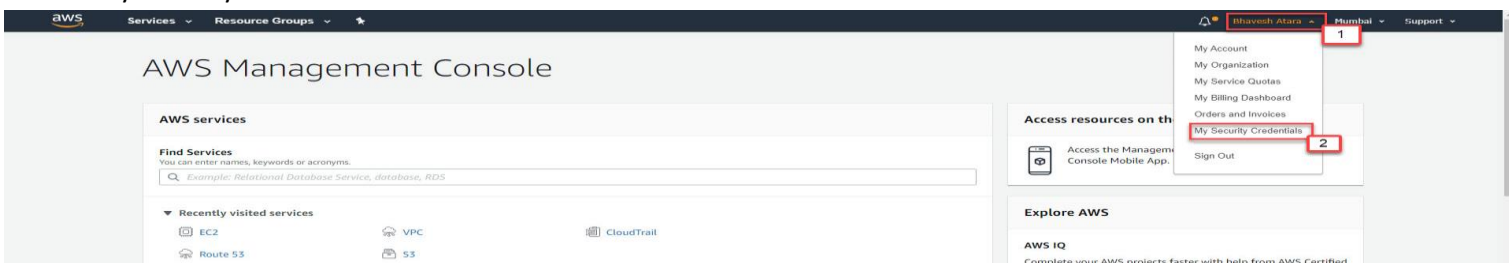 aws Services Resource Groups Bhavesh Atara Mumbai Support
1
My Account
My Organization
My Service Quotas
My Billing Dashboard
Orders and Invoices
My Security Credentials
2
Sign Out
AWS Management Console
AWS services
Find Services
You can enter names, keywords or acronyms.
Example: Relational Database Service, database, RDS
Recently visited services
EC2 VPC CloudTrail
Route 53 S3
Access resources on th
Access the Managem
Console Mobile App.
Explore AWS
AWS IQ
Complete your AWS projects faster with help from AWS Certified